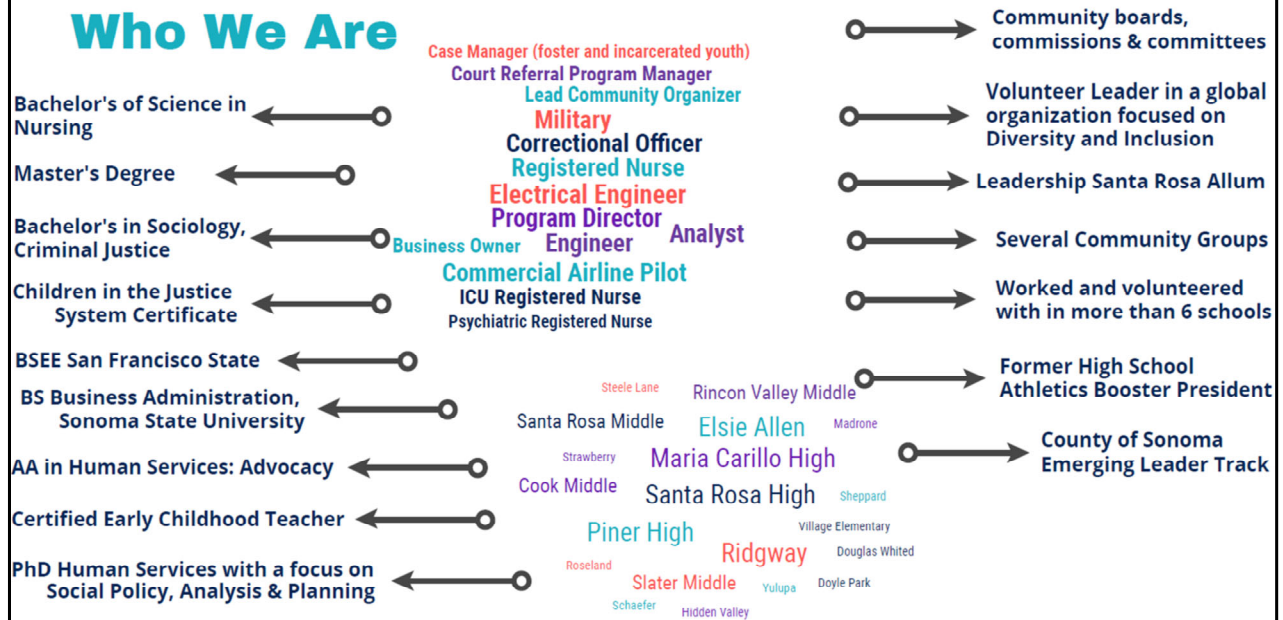 Who We Are
Bachelor's of Science in
Nursing
Master's Degree
Bachelor's in Sociology,
Criminal Justice
Children in the Justice
System Certificate
BSEE San Francisco State
BS Business Administration,
Sonoma State University
AA in Human Services: Advocacy
Certified Early Childhood Teacher
PhD Human Services with a focus on
Social Policy, Analysis & Planning
Case Manager (foster and incarcerated youth)
Court Referral Program Manager
Lead Community Organizer
Military
Correctional Officer
Registered Nurse
Electrical Engineer
Program Director
Analyst
Business Owner
Engineer
Commercial Airline Pilot
ICU Registered Nurse
Psychiatric Registered Nurse
Steele Lane
Rincon Valley Middle
Santa Rosa Middle
Elsie Allen
Madrone
Strawberry
Maria Carillo High
Cook Middle
Santa Rosa High
Sheppard
Piner High
Village Elementary
Ridgway
Douglas Whited
Roseland
Slater Middle
Yulupa
Doyle Park
Schaefer
Hidden Valley
Community boards,
commissions & committees
Volunteer Leader in a global
organization focused on
Diversity and Inclusion
Leadership Santa Rosa Allum
Several Community Groups
Worked and volunteered
with in more than 6 schools
Former High School
Athletics Booster President
County of Sonoma
Emerging Leader Track